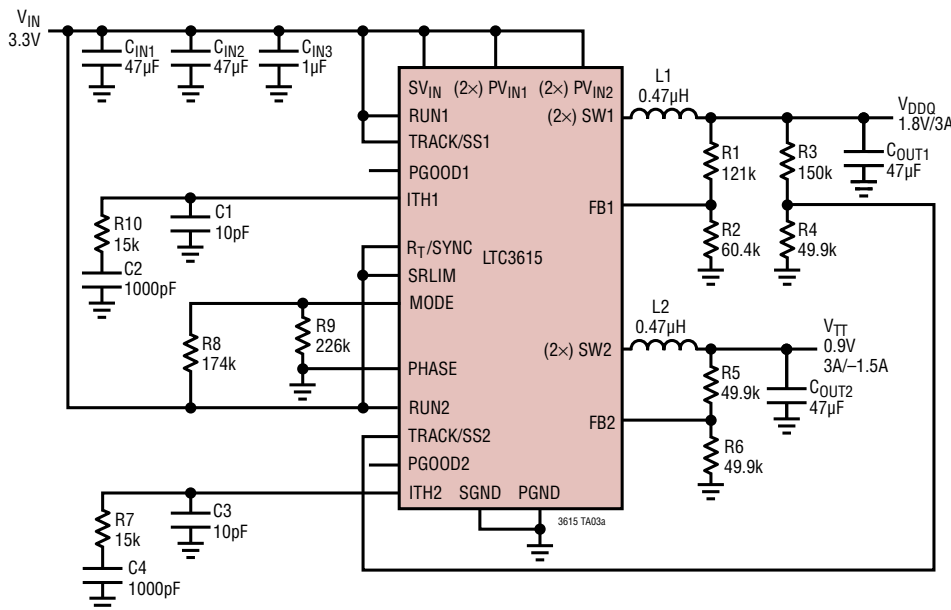 VIN
3.3V
CIN1
47µF
CIN2
47µF
CIN3
1µF
SVIN
(2×) PVIN1
(2×) PVIN2
RUN1
TRACK/SS1
PGOOD1
ITH1
RT/SYNC
SRLIM
MODE
PHASE
RUN2
TRACK/SS2
PGOOD2
ITH2
SGND
PGND
LTC3615
(2×) SW1
FB1
(2×) SW2
FB2
L1
0.47µH
VDDQ
1.8V/3A
R1
121k
R3
150k
COUT1
47µF
R2
60.4k
R4
49.9k
R10
15k
C1
10pF
C2
1000pF
R8
174k
R9
226k
L2
0.47µH
VTT
0.9V
3A/–1.5A
R5
49.9k
COUT2
47µF
R6
49.9k
R7
15k
C3
10pF
C4
1000pF
3615 TA03a